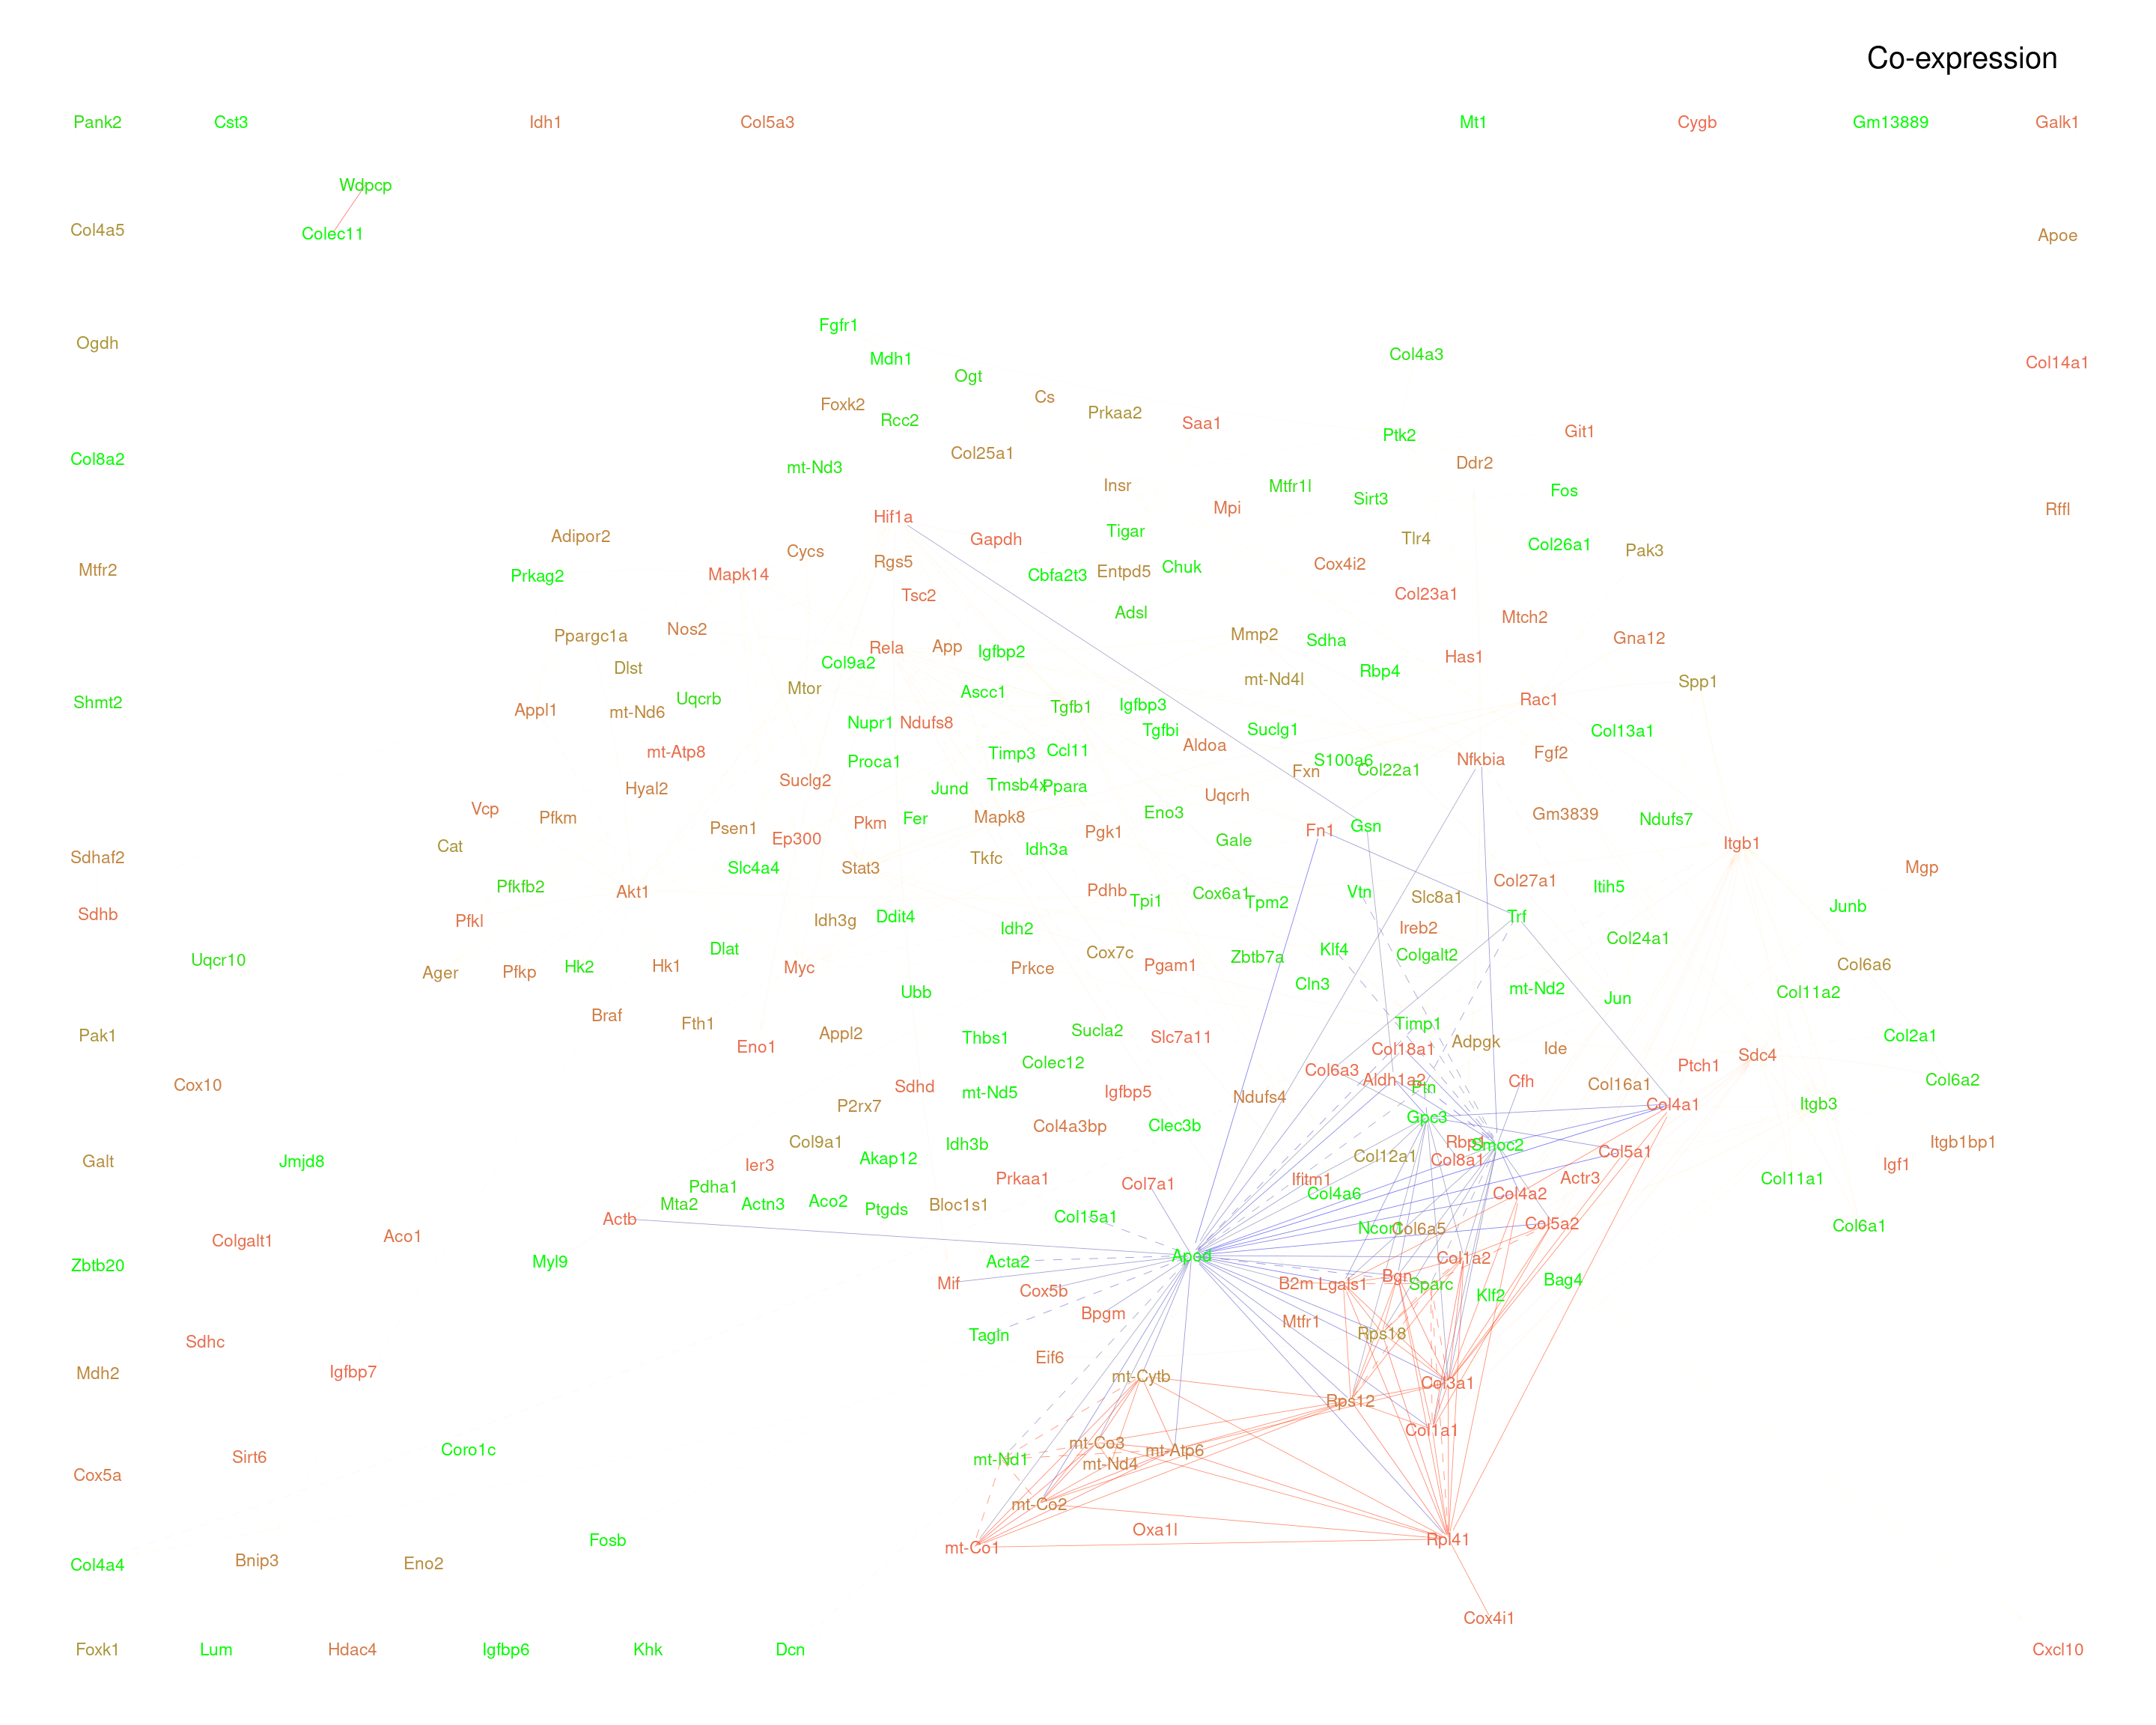 Co-expression
Pank2 Cst3 Idh1 Col5a3 Mt1 Cygb Gm13889 Galk1
Wdpcp
Col4a5 Colec11 Apoe
Fgfr1
Ogdh Mdh1 Col4a3 Col14a1
Ogt
Foxk2 Cs Prkaa2
Rcc2 Saa1 Ptk2 Git1
Col8a2 mt-Nd3 Col25a1 Ddr2
Insr Mtfr1l Sirt3 Fos
Hif1a Mpi Rffl
Adipor2 Gapdh Tigar Tlr4 Col26a1 Pak3
Cycs Rgs5
Mtfr2 Prkag2 Mapk14 Cbfa2t3 Entpd5 Chuk Cox4i2
Tsc2 Adsl Col23a1 Mtch2
Ppargc1a Nos2 Rela App Igfbp2 Mmp2 Sdha Has1 Gna12
Dlst Col9a2 Rbp4
Mtor Ascc1 mt-Nd4l Spp1
Shmt2 Appl1 mt-Nd6 Uqcrb Tgfb1 Igfbp3 Rac1
Nupr1 Ndufs8 Tgfbi Suclg1 Col13a1
mt-Atp8 Proca1 Timp3 Ccl11 Aldoa S100a6 Nfkbia Fgf2
Hyal2 Suclg2 Jund Tmsb4x Ppara Fxn Col22a1
Vcp Pfkm Psen1 Pkm Fer Mapk8 Eno3 Uqcrh Gm3839 Ndufs7
Cat Ep300 Idh3a Pgk1 Gale Fn1 Gsn Itgb1
Sdhaf2 Slc4a4 Stat3 Tkfc Mgp
Pfkfb2 Akt1 Pdhb Tpi1 Cox6a1 Tpm2 Vtn Slc8a1 Col27a1 Itih5
Sdhb Pfkl Idh3g Ddit4 Idh2 Ireb2 Trf Junb
Uqcr10 Dlat Cox7c Zbtb7a Klf4 Colgalt2 Col24a1
Ager Pfkp Hk2 Hk1 Myc Prkce Pgam1 Cln3 Col6a6
Ubb mt-Nd2 Jun Col11a2
Pak1 Braf Fth1 Appl2 Thbs1 Sucla2 Slc7a11 Timp1 Adpgk Col2a1
Eno1 Colec12 Col18a1 Ide Sdc4
Cox10 Sdhd mt-Nd5 Igfbp5 Ndufs4 Col6a3 Aldh1a2 Ptn Cfh Col16a1 Ptch1 Col6a2
P2rx7 Col4a3bp Clec3b Gpc3 Col4a1 Itgb3
Galt Jmjd8 Col9a1 Akap12 Idh3b Col12a1 Rbp1 Smoc2 Col8a1 Col5a1 Itgb1bp1
Pdha1 Ier3 Prkaa1 Col7a1 Ifitm1 Col4a6 Col4a2 Actr3 Col11a1 Igf1
Mta2 Actn3 Aco2 Ptgds Bloc1s1
Colgalt1 Aco1 Actb Col15a1 Ncor1 Col6a5 Col5a2 Col6a1
Zbtb20 Myl9 Acta2 Apod Col1a2
Mif Cox5b B2m Lgals1 Bgn Sparc Klf2 Bag4
Sdhc Tagln Bpgm Mtfr1 Rps18
Mdh2 Igfbp7 Eif6 mt-Cytb Col3a1
Rps12
Sirt6 Coro1c mt-Nd1 mt-Co3 mt-Nd4 mt-Atp6 Col1a1
Cox5a mt-Co2
Col4a4 Bnip3 Eno2 Fosb mt-Co1 Oxa1l Rpl41
Cox4i1
Foxk1 Lum Hdac4 Igfbp6 Khk Dcn Cxcl10